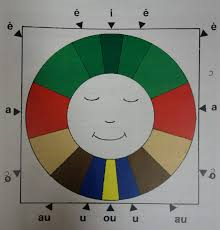 é i é
è è
a a
au u ou u au